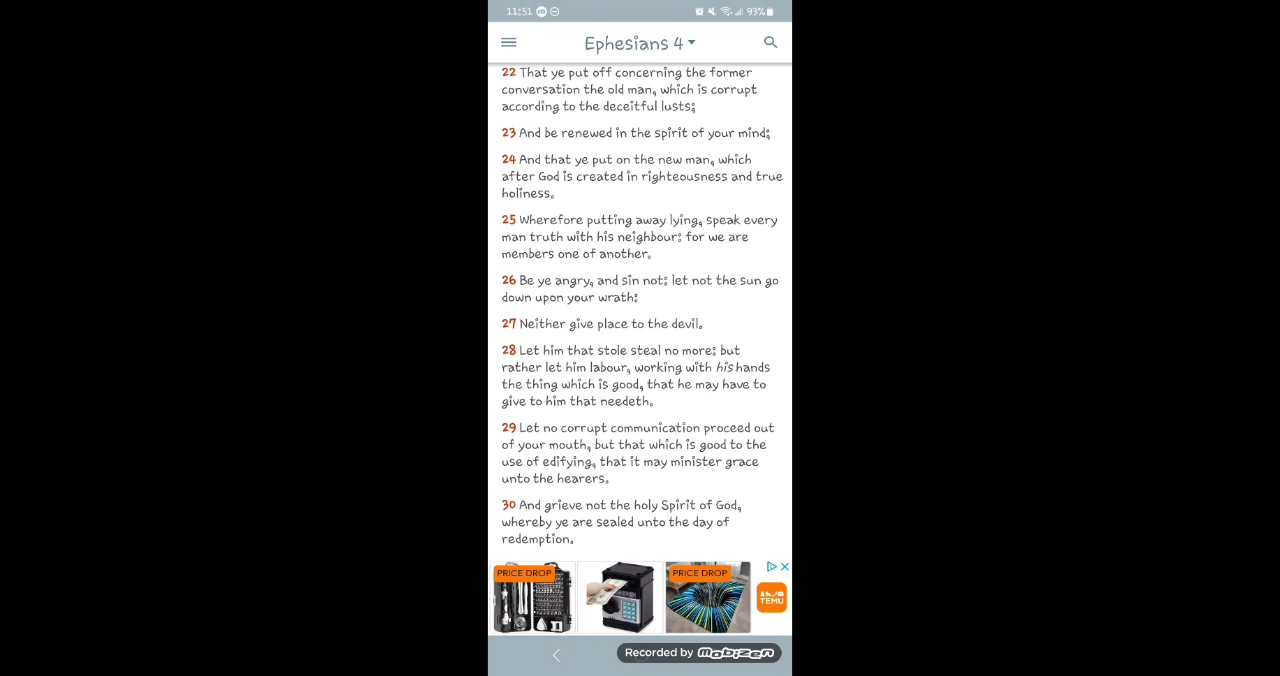 11:51 93%
Ephesians 4
22 That ye put off concerning the former
conversation the old man, which is corrupt
according to the deceitful lusts;
23 And be renewed in the spirit of your mind;
24 And that ye put on the new man, which
after God is created in righteousness and true
holiness.
25 Wherefore putting away lying, speak every
man truth with his neighbour: for we are
members one of another.
26 Be ye angry, and sin not: let not the sun go
down upon your wrath:
27 Neither give place to the devil.
28 Let him that stole steal no more: but
rather let him labour, working with his hands
the thing which is good, that he may have to
give to him that needeth.
29 Let no corrupt communication proceed out
of your mouth, but that which is good to the
use of edifying, that it may minister grace
unto the hearers.
30 And grieve not the holy Spirit of God,
whereby ye are sealed unto the day of
redemption.
PRICE DROP PRICE DROP
TEMU
Recorded by mobizen